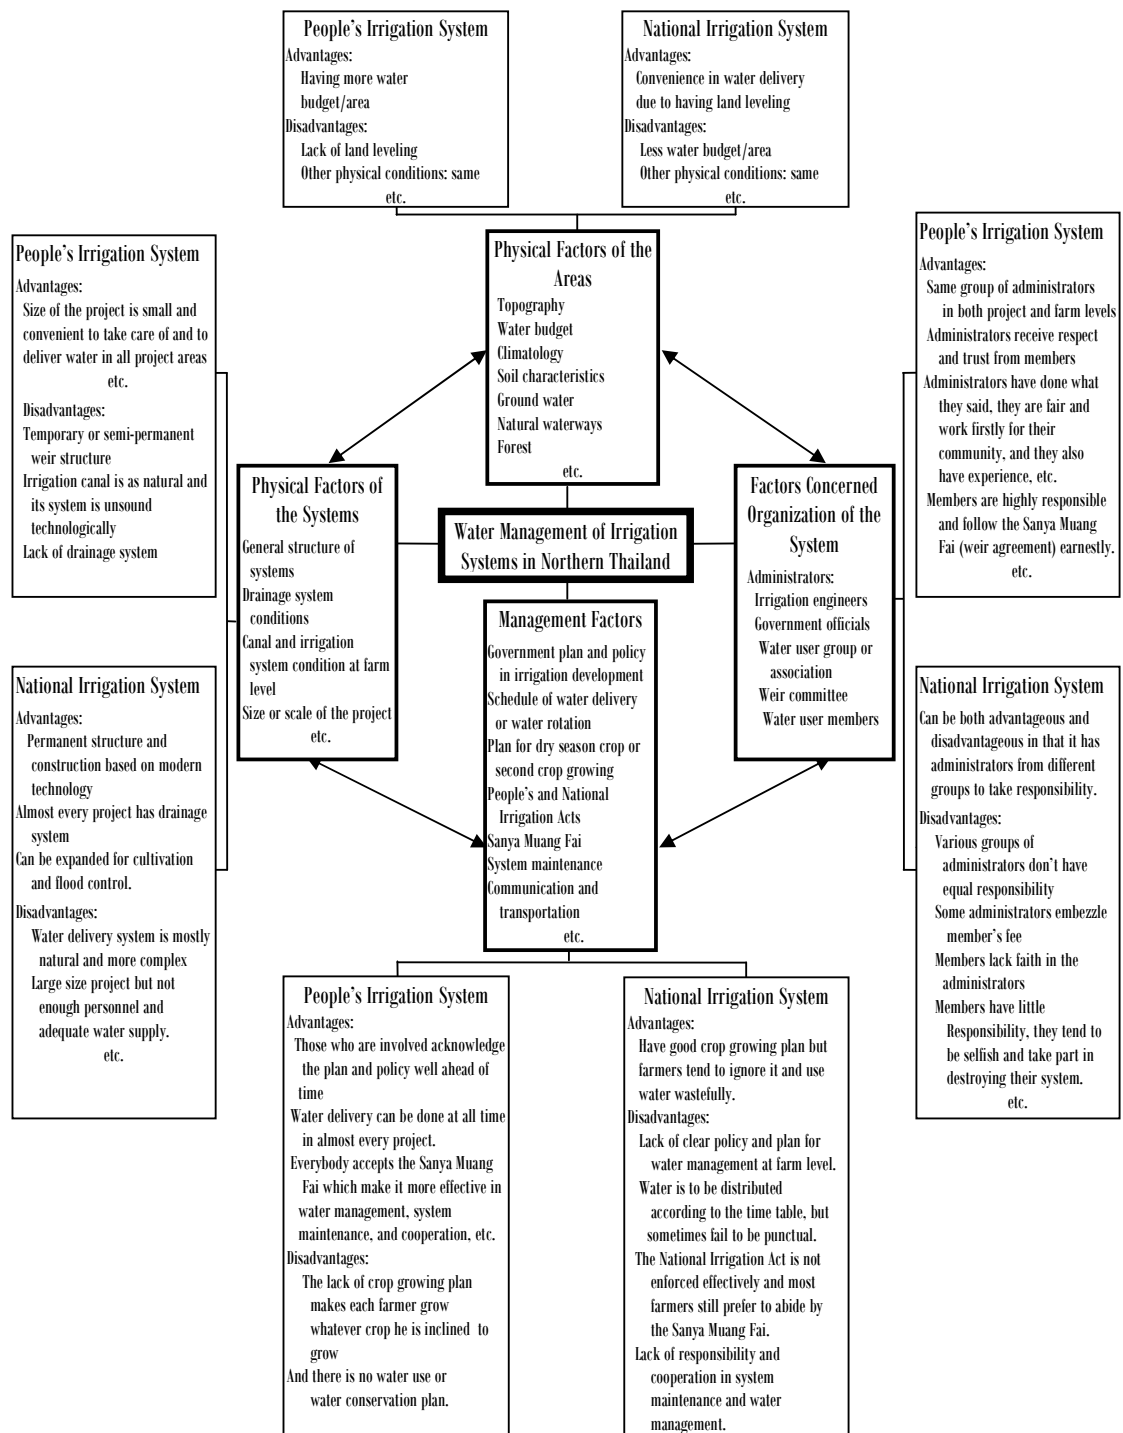 People's Irrigation System
Advantages:
Having more water
budget/area
Disadvantages:
Lack of land leveling
Other physical conditions: same
etc.
National Irrigation System
Advantages:
Convenience in water delivery
due to having land leveling
Disadvantages:
Less water budget/area
Other physical conditions: same
etc.
Physical Factors of the
Areas
Topography
Water budget
Climatology
Soil characteristics
Ground water
Natural waterways
Forest
etc.
People's Irrigation System
Advantages:
Size of the project is small and
convenient to take care of and to
deliver water in all project areas
etc.
Disadvantages:
Temporary or semi-permanent
weir structure
Irrigation canal is as natural and
its system is unsound
technologically
Lack of drainage system
People's Irrigation System
Advantages:
Same group of administrators
in both project and farm levels
Administrators receive respect
and trust from members
Administrators have done what
they said, they are fair and
work firstly for their
community, and they also
have experience, etc.
Members are highly responsible
and follow the Sanya Muang
Fai (weir agreement) earnestly.
etc.
Physical Factors of
the Systems
General structure of
systems
Drainage system
conditions
Canal and irrigation
system condition at farm
level
Size or scale of the project
etc.
Water Management of Irrigation
Systems in Northern Thailand
Factors Concerned
Organization of the
System
Administrators:
Irrigation engineers
Government officials
Water user group or
association
Weir committee
Water user members
Management Factors
Government plan and policy
in irrigation development
Schedule of water delivery
or water rotation
Plan for dry season crop or
second crop growing
People's and National
Irrigation Acts
Sanya Muang Fai
System maintenance
Communication and
transportation
etc.
National Irrigation System
Advantages:
Permanent structure and
construction based on modern
technology
Almost every project has drainage
system
Can be expanded for cultivation
and flood control.
Disadvantages:
Water delivery system is mostly
natural and more complex
Large size project but not
enough personnel and
adequate water supply.
etc.
National Irrigation System
Can be both advantageous and
disadvantageous in that it has
administrators from different
groups to take responsibility.
Disadvantages:
Various groups of
administrators don't have
equal responsibility
Some administrators embezzle
member's fee
Members lack faith in the
administrators
Members have little
Responsibility, they tend to
be selfish and take part in
destroying their system.
etc.
People's Irrigation System
Advantages:
Those who are involved acknowledge
the plan and policy well ahead of
time
Water delivery can be done at all time
in almost every project.
Everybody accepts the Sanya Muang
Fai which make it more effective in
water management, system
maintenance, and cooperation, etc.
Disadvantages:
The lack of crop growing plan
makes each farmer grow
whatever crop he is inclined to
grow
And there is no water use or
water conservation plan.
National Irrigation System
Advantages:
Have good crop growing plan but
farmers tend to ignore it and use
water wastefully.
Disadvantages:
Lack of clear policy and plan for
water management at farm level.
Water is to be distributed
according to the time table, but
sometimes fail to be punctual.
The National Irrigation Act is not
enforced effectively and most
farmers still prefer to abide by
the Sanya Muang Fai.
Lack of responsibility and
cooperation in system
maintenance and water
management.